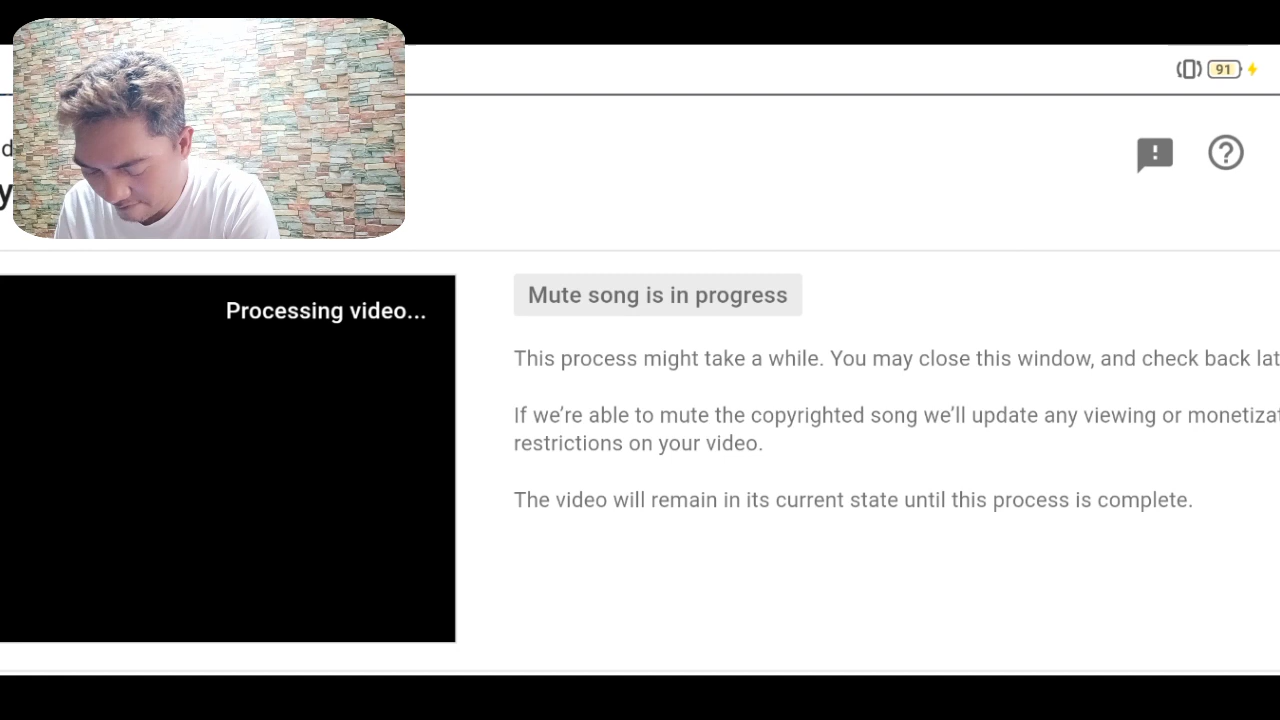 91
d
y
Processing video...
Mute song is in progress
This process might take a while. You may close this window, and check back lat
If we’re able to mute the copyrighted song we’ll update any viewing or monetizat
restrictions on your video.
The video will remain in its current state until this process is complete.